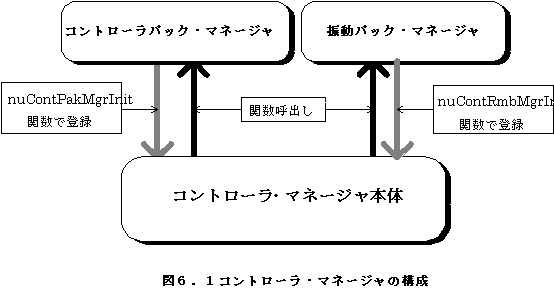 コントローラパック・マネージャ
振動パック・マネージャ
nuContPakMgrInit
関数で登録
関数呼出し
nuContRmbMgrIn
関数で登録
コントローラ・マネージャ本体
図６．１コントローラ・マネージャの構成